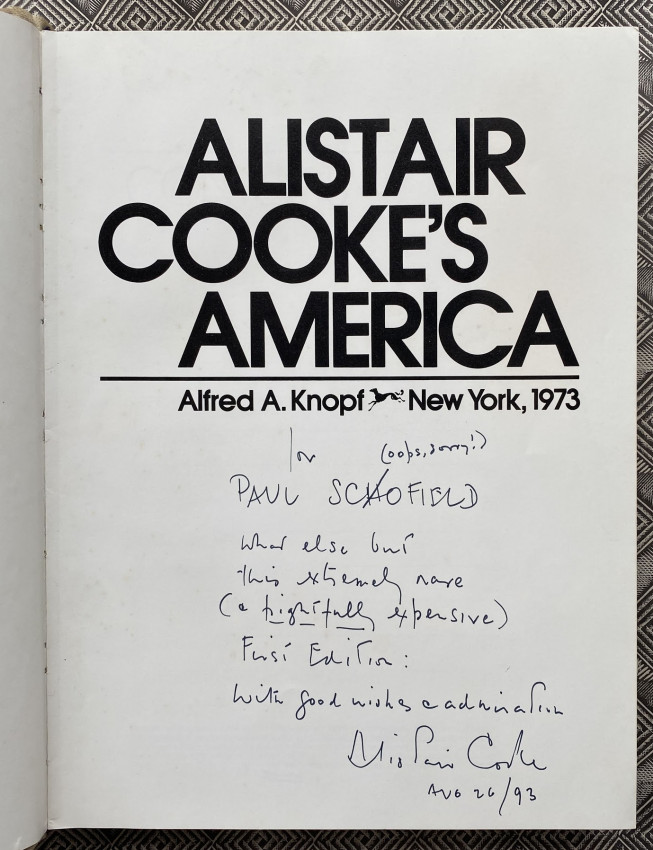 ALISTAIR
COOKE'S
AMERICA
Alfred A. Knopf New York, 1973
for (oops, sorry!)
PAUL SCHOFIELD
What else but
this extremely rare
(& frightfully expensive)
First Edition:
With good wishes & admiration
Alistair Cooke
AUG 26/93